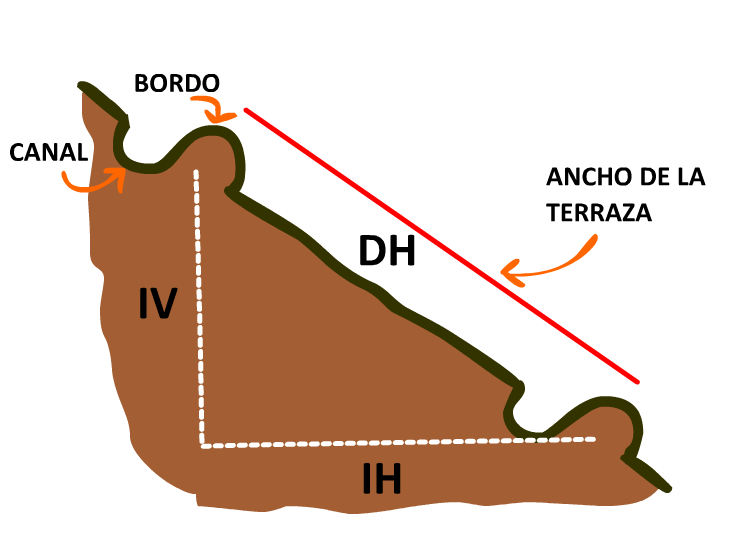 BORDO
CANAL
ANCHO DE LA
TERRAZA
DH
IV
IH